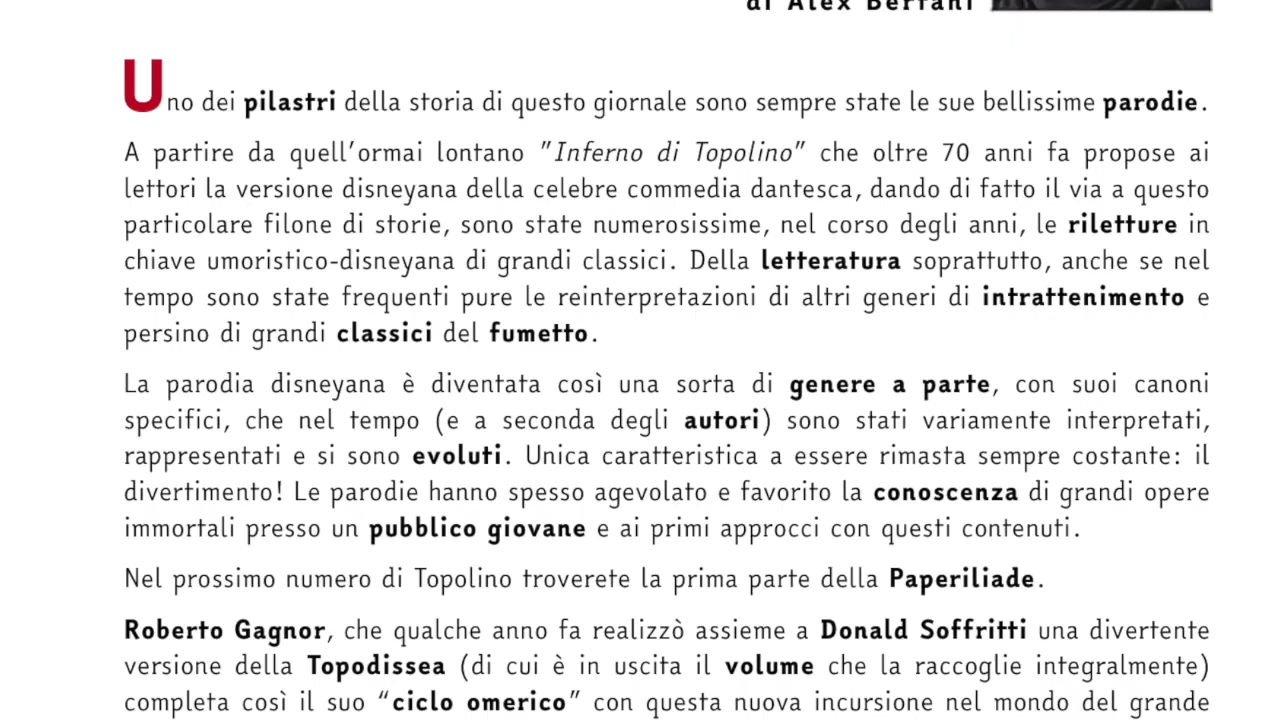 di Alex Bertani
Uno dei pilastri della storia di questo giornale sono sempre state le sue bellissime parodie.
A partire da quell'ormai lontano "Inferno di Topolino" che oltre 70 anni fa propose ai
lettori la versione disneyana della celebre commedia dantesca, dando di fatto il via a questo
particolare filone di storie, sono state numerosissime, nel corso degli anni, le riletture in
chiave umoristico-disneyana di grandi classici. Della letteratura soprattutto, anche se nel
tempo sono state frequenti pure le reinterpretazioni di altri generi di intrattenimento e
persino di grandi classici del fumetto.
La parodia disneyana è diventata così una sorta di genere a parte, con suoi canoni
specifici, che nel tempo (e a seconda degli autori) sono stati variamente interpretati,
rappresentati e si sono evoluti. Unica caratteristica a essere rimasta sempre costante: il
divertimento! Le parodie hanno spesso agevolato e favorito la conoscenza di grandi opere
immortali presso un pubblico giovane e ai primi approcci con questi contenuti.
Nel prossimo numero di Topolino troverete la prima parte della Paperiliade.
Roberto Gagnor, che qualche anno fa realizzò assieme a Donald Soffritti una divertente
versione della Topodissea (di cui è in uscita il volume che la raccoglie integralmente)
completa così il suo “ciclo omerico” con questa nuova incursione nel mondo del grande